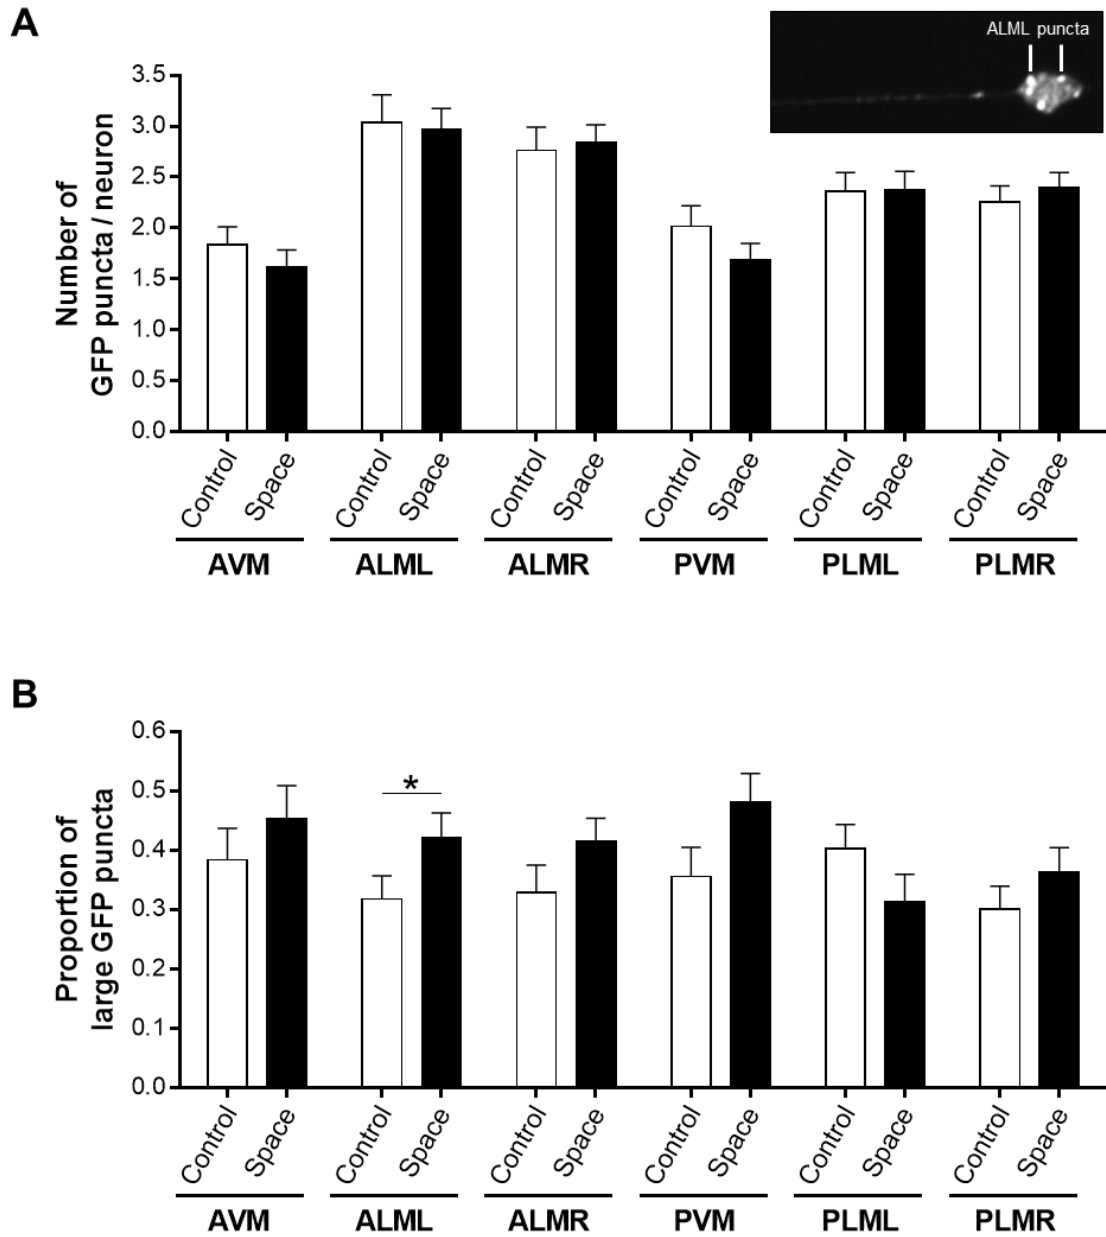 A
ALML puncta
Number of
GFP puncta / neuron
3.5
3.0
2.5
2.0
1.5
1.0
0.5
0.0
Control Space Control Space Control Space Control Space Control Space Control Space
AVM ALML ALMR PVM PLML PLMR
B
Proportion of
large GFP puncta
0.6
0.5
0.4
0.3
0.2
0.1
0.0
*
Control Space Control Space Control Space Control Space Control Space Control Space
AVM ALML ALMR PVM PLML PLMR